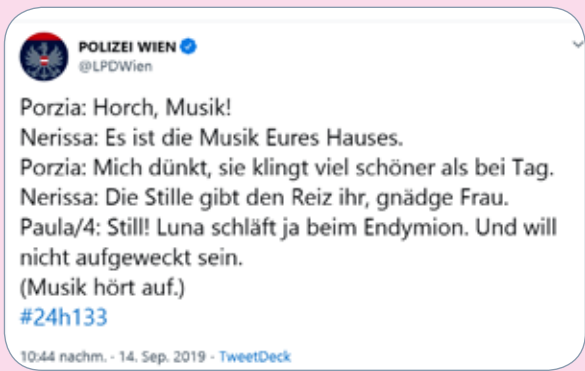 POLIZEI WIEN
@LPDWien
Porzia: Horch, Musik!
Nerissa: Es ist die Musik Eures Hauses.
Porzia: Mich dünkt, sie klingt viel schöner als bei Tag.
Nerissa: Die Stille gibt den Reiz ihr, gnädge Frau.
Paula/4: Still! Luna schläft ja beim Endymion. Und will
nicht aufgeweckt sein.
(Musik hört auf.)
#24h133
10:44 nachm. - 14. Sep. 2019 - TweetDeck